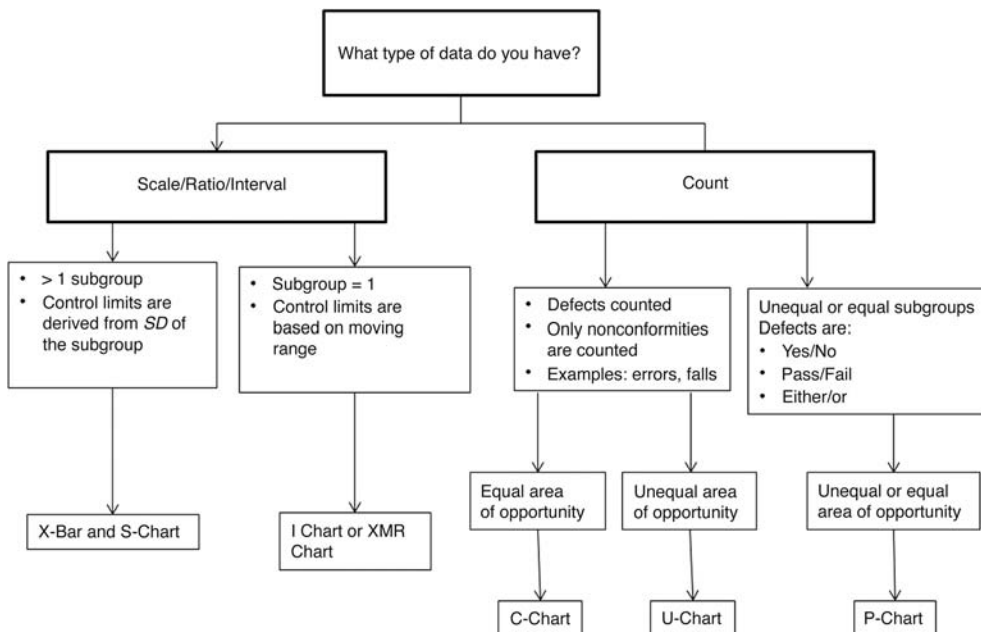 What type of data do you have?
Scale/Ratio/Interval
Count
• > 1 subgroup
• Control limits are
derived from SD of
the subgroup
• Subgroup = 1
• Control limits are
based on moving
range
• Defects counted
• Only nonconformities
are counted
• Examples: errors, falls
Unequal or equal subgroups
Defects are:
• Yes/No
• Pass/Fail
• Either/or
Equal area
of opportunity
Unequal area
of opportunity
Unequal or equal
area of opportunity
X-Bar and S-Chart
I Chart or XMR
Chart
C-Chart
U-Chart
P-Chart